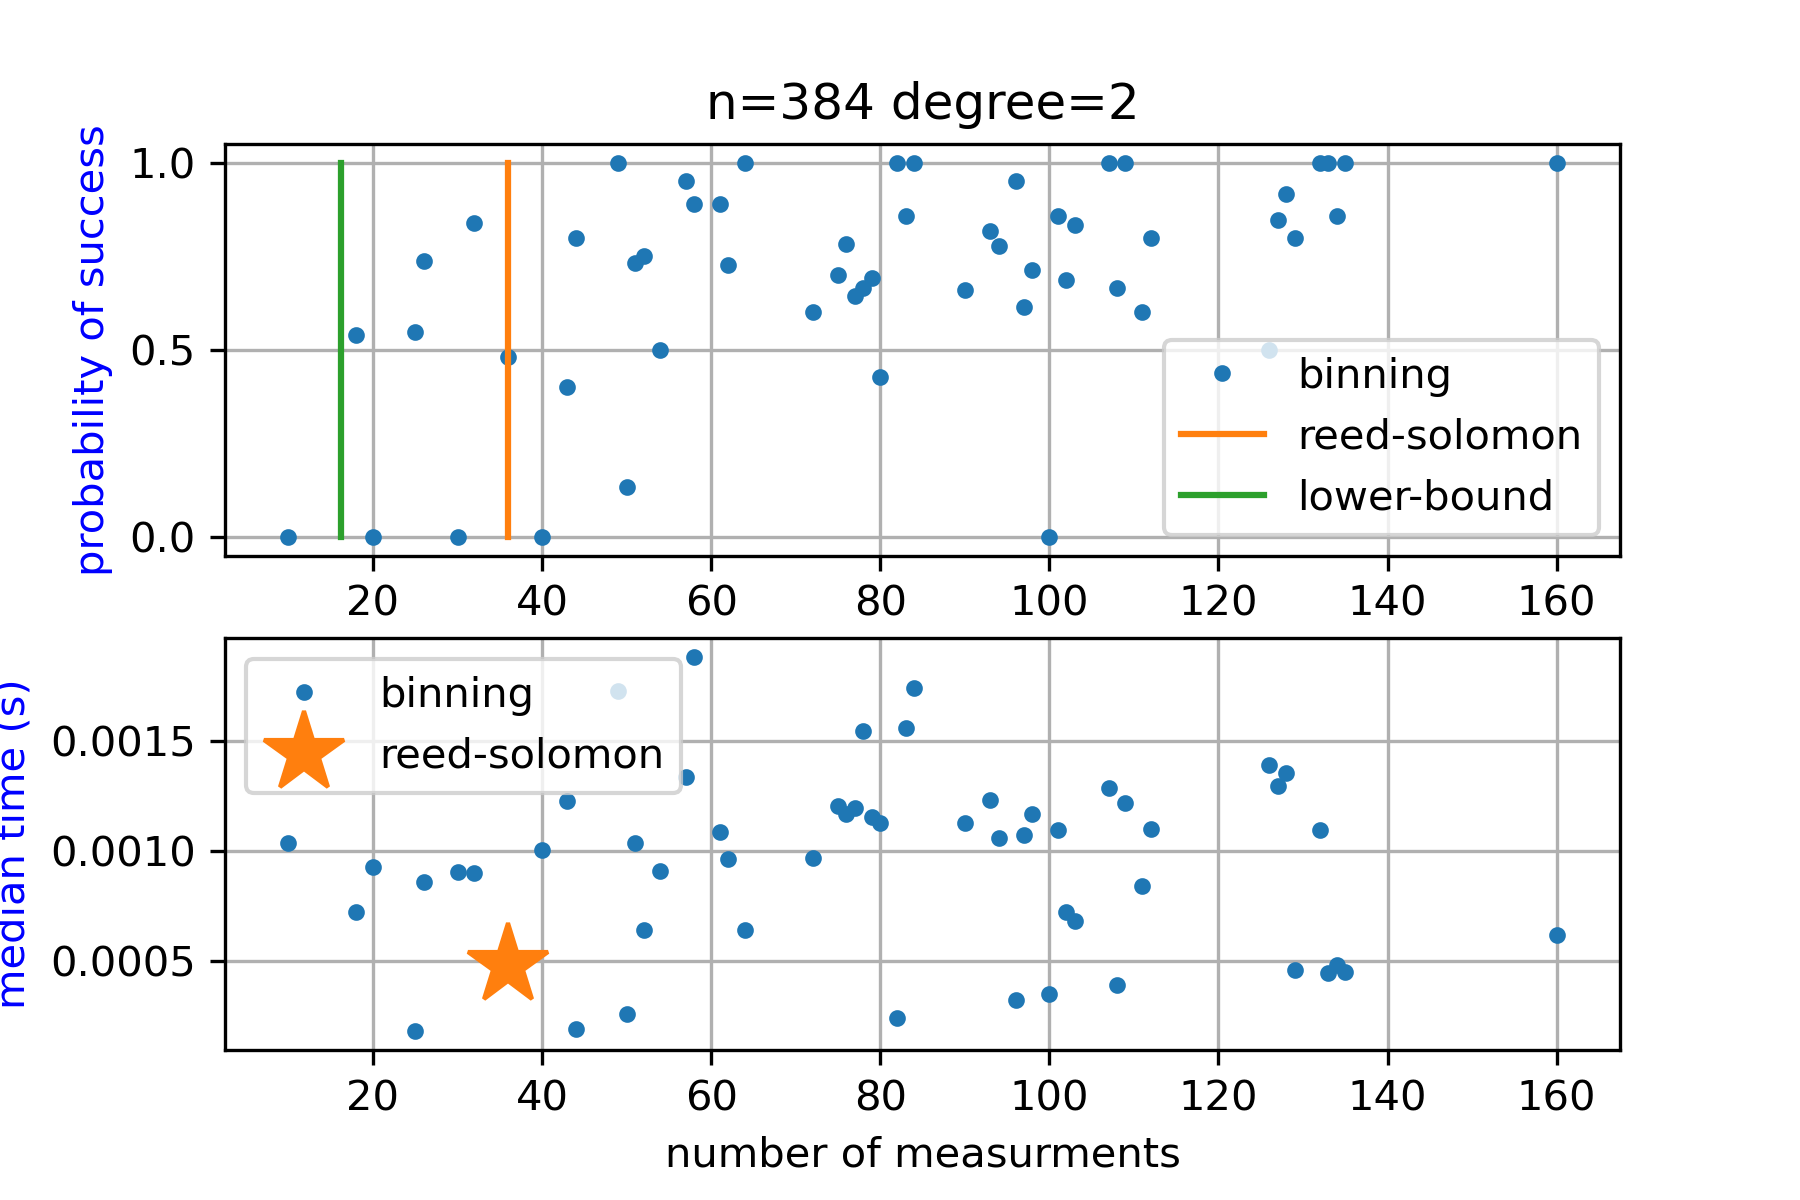 n=384 degree=2
probability of success
1.0
0.5
0.0
binning
reed-solomon
lower-bound
20 40 60 80 100 120 140 160
median time (s)
0.0015
0.0010
0.0005
binning
reed-solomon
20 40 60 80 100 120 140 160
number of measurments